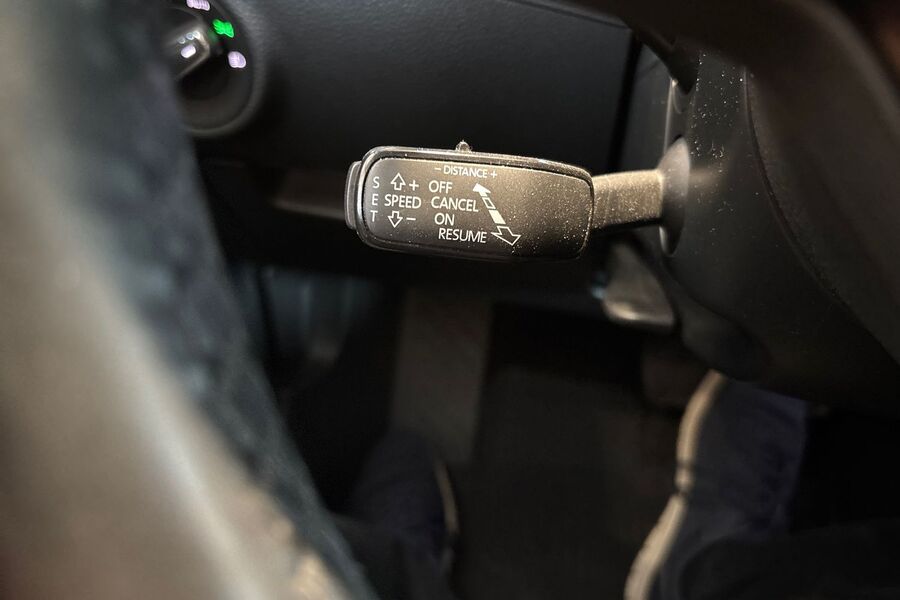 - DISTANCE +
S + OFF
E SPEED CANCEL
T - ON
RESUME